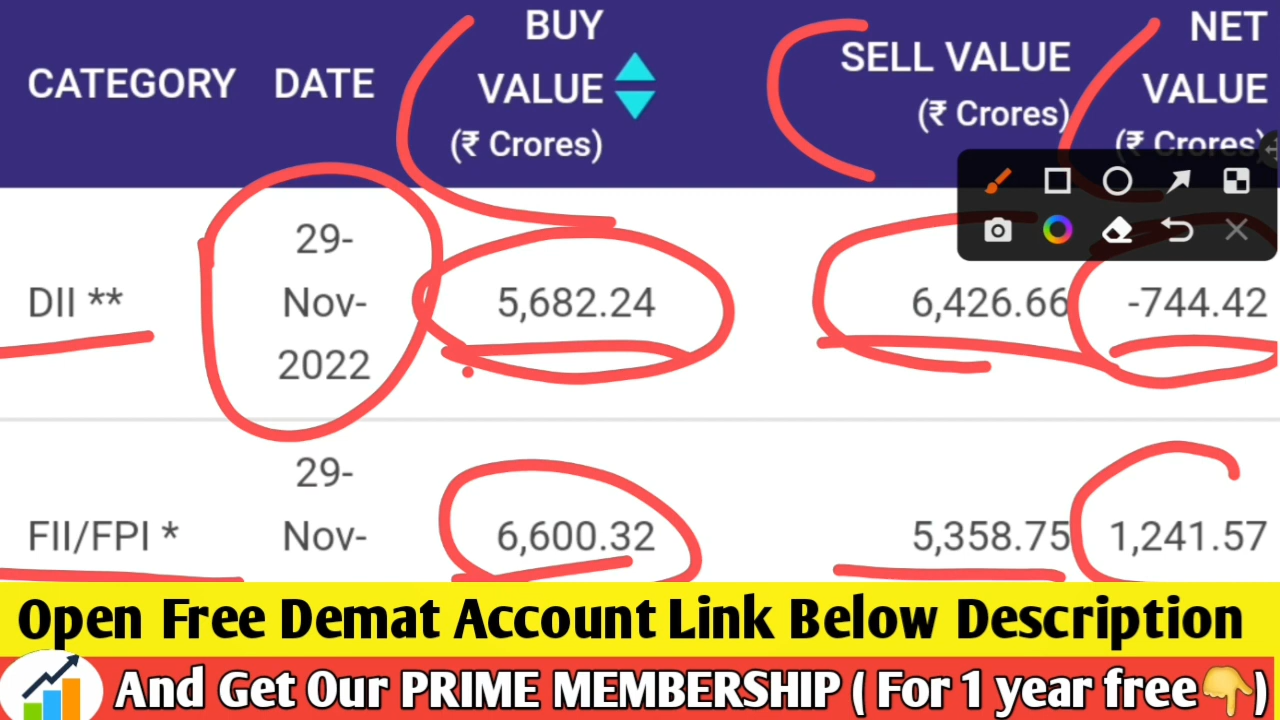 CATEGORY DATE BUY VALUE (₹ Crores) SELL VALUE (₹ Crores) NET VALUE (₹ Crores)
DII ** 29-Nov-2022 5,682.24 6,426.66 -744.42
FII/FPI * 29-Nov- 6,600.32 5,358.75 1,241.57
Open Free Demat Account Link Below Description
And Get Our PRIME MEMBERSHIP ( For 1 year free👇)